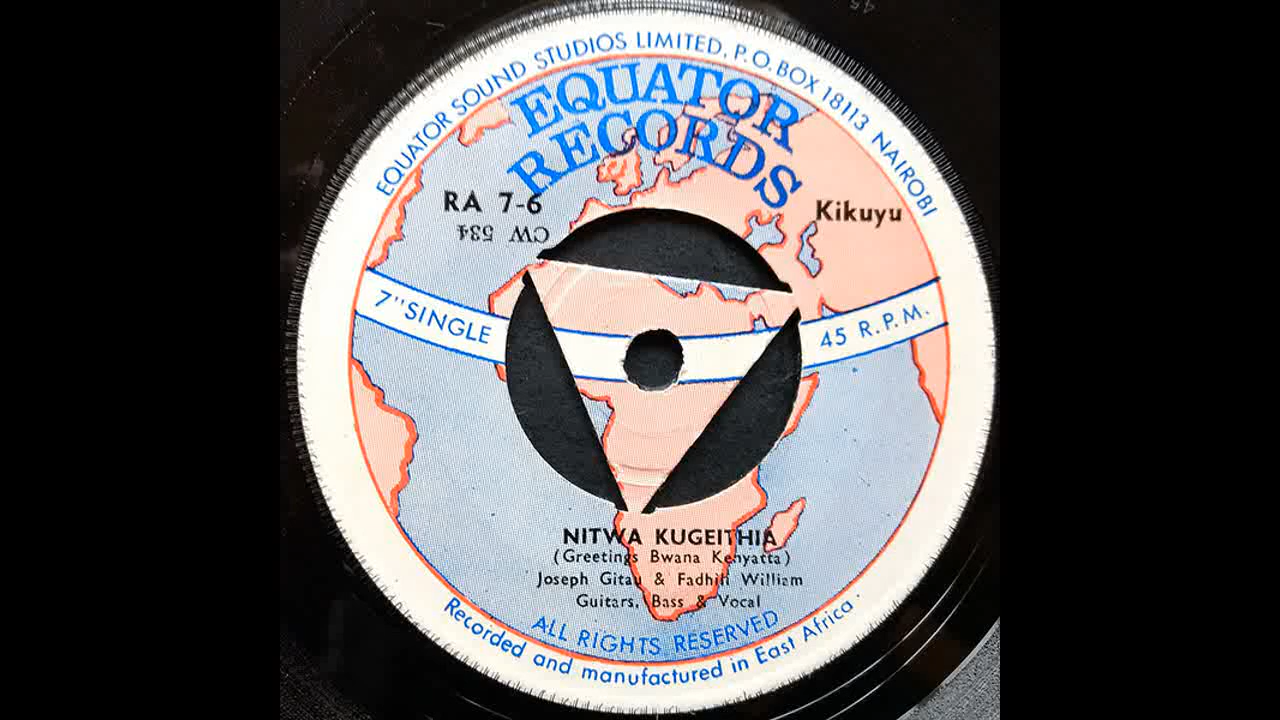 EQUATOR SOUND STUDIOS LIMITED. P.O. BOX 18113 NAIROBI
EQUATOR
RECORDS
RA 7-6
CW 534
Kikuyu
7" SINGLE
45 R.P.M.
NITWA KUGEITHIA
(Greetings Bwana Kenyatta)
Joseph Gitau & Fadhili William
Guitars, Bass & Vocal
ALL RIGHTS RESERVED
Recorded and manufactured in East Africa.